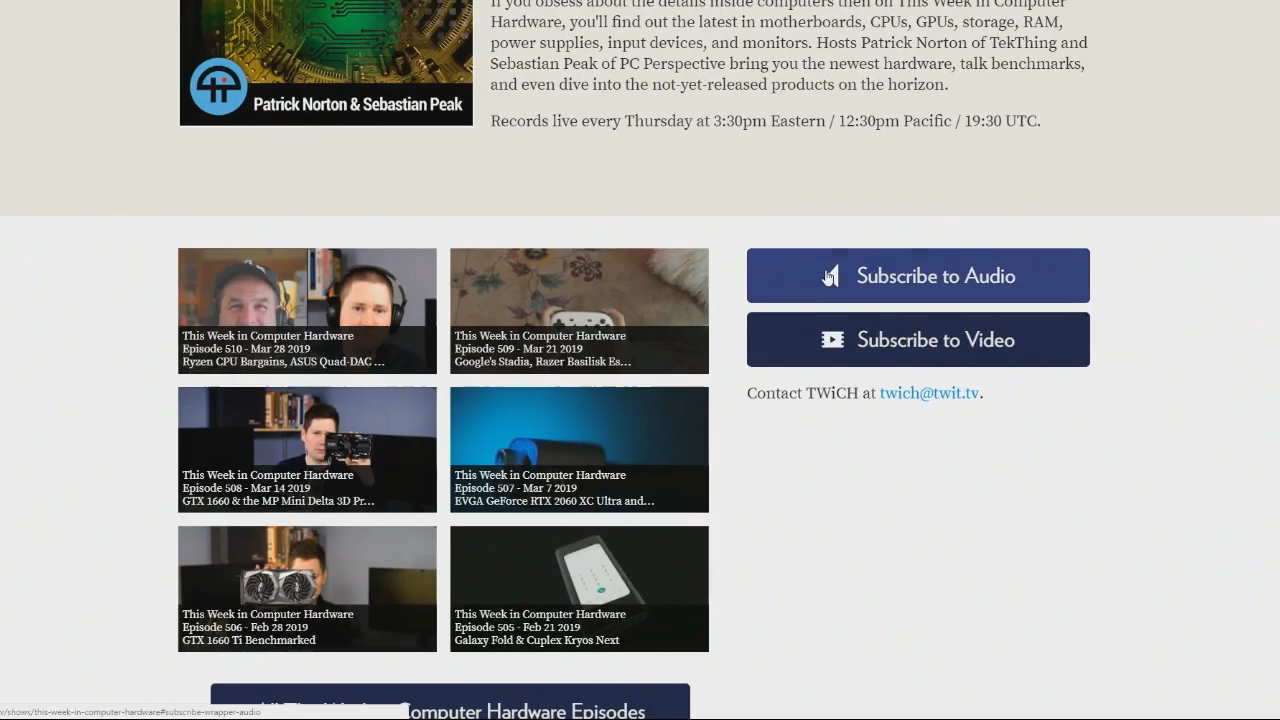 If you obsess about the details inside computers then on This Week in Computer
Hardware, you'll find out the latest in motherboards, CPUs, GPUs, storage, RAM,
power supplies, input devices, and monitors. Hosts Patrick Norton of TekThing and
Sebastian Peak of PC Perspective bring you the newest hardware, talk benchmarks,
and even dive into the not-yet-released products on the horizon.
Patrick Norton & Sebastian Peak
Records live every Thursday at 3:30pm Eastern / 12:30pm Pacific / 19:30 UTC.
This Week in Computer Hardware
Episode 510 - Mar 28 2019
Ryzen CPU Bargains, ASUS Quad-DAC ...
This Week in Computer Hardware
Episode 509 - Mar 21 2019
Google's Stadia, Razer Basilisk Es...
Subscribe to Audio
Subscribe to Video
Contact TWiCH at twich@twit.tv.
This Week in Computer Hardware
Episode 508 - Mar 14 2019
GTX 1660 & the MP Mini Delta 3D Pr...
This Week in Computer Hardware
Episode 507 - Mar 7 2019
EVGA GeForce RTX 2060 XC Ultra and...
This Week in Computer Hardware
Episode 506 - Feb 28 2019
GTX 1660 Ti Benchmarked
This Week in Computer Hardware
Episode 505 - Feb 21 2019
Galaxy Fold & Cuplex Kryos Next
Computer Hardware Episodes
v/shows/this-week-in-computer-hardware#subscribe-wrapper-audio